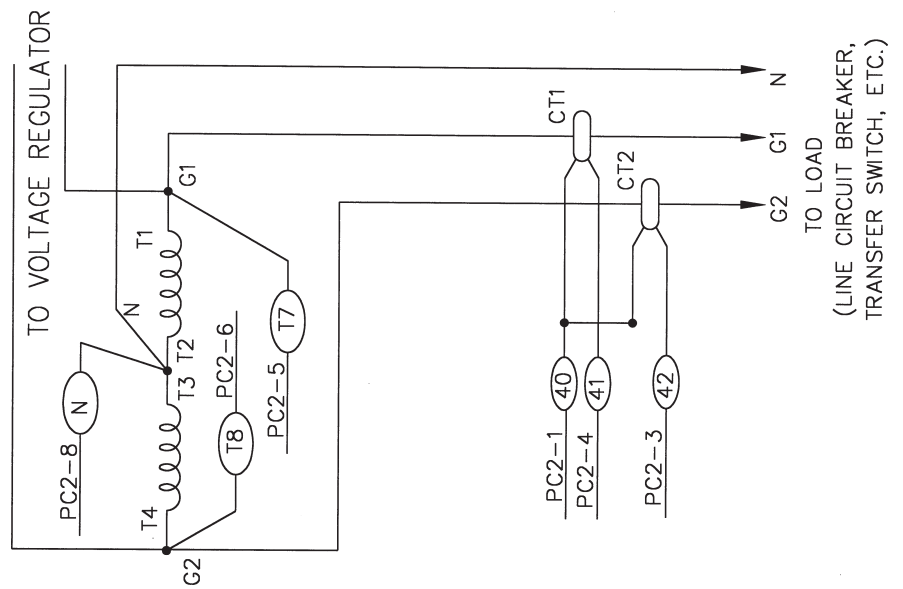 TO VOLTAGE REGULATOR
PC2-8
N
N
T4
T3
T2
T1
G2
G1
T8
PC2-6
PC2-5
T7
PC2-1
40
PC2-4
41
PC2-3
42
CT1
CT2
G2
G1
N
TO LOAD
(LINE CIRCUIT BREAKER,
TRANSFER SWITCH, ETC.)